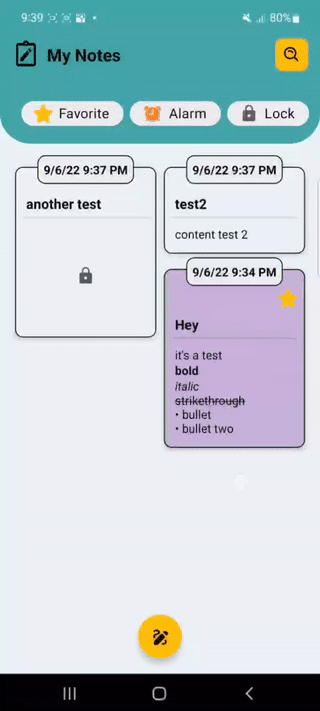 9:39
80%
My Notes
Favorite
Alarm
Lock
9/6/22 9:37 PM
another test
9/6/22 9:37 PM
test2
content test 2
9/6/22 9:34 PM
Hey
it's a test
bold
italic
strikethrough
• bullet
• bullet two